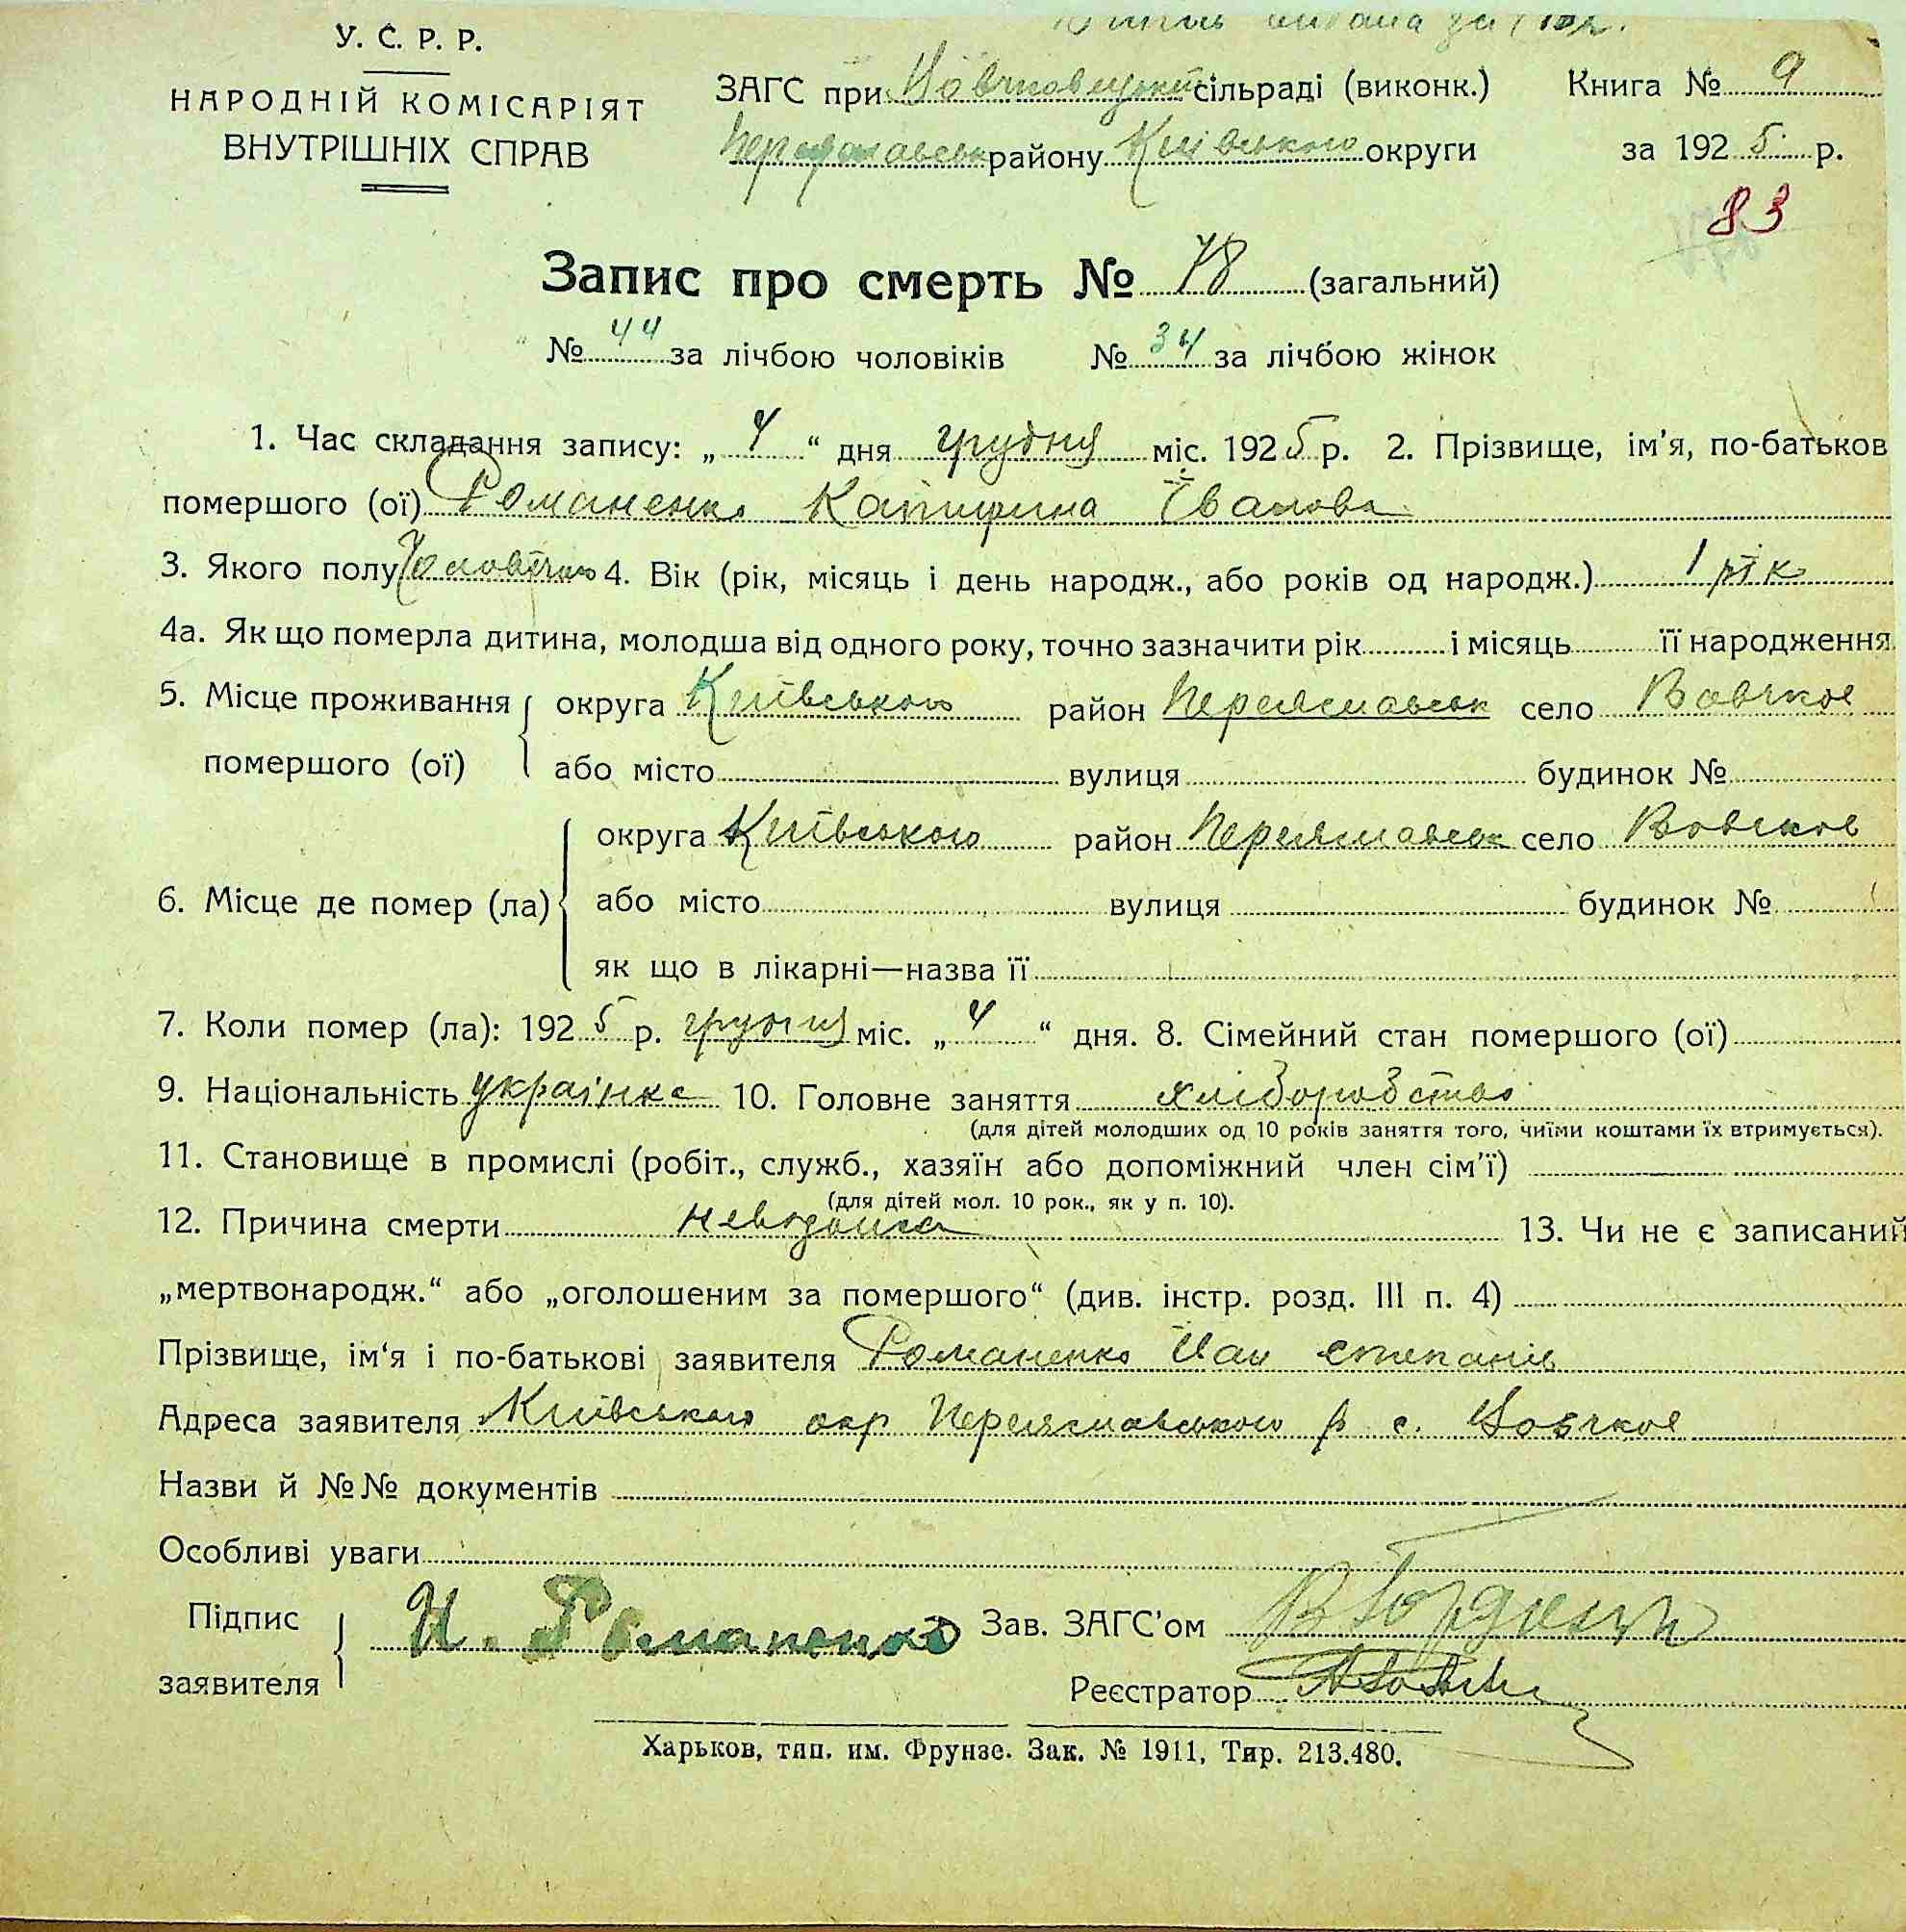 видана
У. С. Р. Р.
НАРОДНІЙ КОМІСАРІЯТ
ВНУТРІШНІХ СПРАВ
ЗАГС при сільраді (виконк.)
району Київського округи
Книга № 9
за 1925 р.
83
Запис про смерть № 78 (загальний)
№ 44 за лічбою чоловіків № 34 за лічбою жінок
1. Час складання запису: „ 4 “ дня грудня міс. 1925 р. 2. Прізвище, ім’я, по-батьков
помершого (ої) Романенко Катирина Іванова
3. Якого полу 4. Вік (рік, місяць і день народж., або років од народж.) 1 рік
4а. Як що померла дитина, молодша від одного року, точно зазначити рік і місяць її народження
5. Місце проживання помершого (ої) { округа Київського район Переяславськ село Вовчков
або місто вулиця будинок №
6. Місце де помер (ла) { округа Київського район Переяславськ село Вовчков
або місто вулиця будинок №
як що в лікарні—назва її
7. Коли помер (ла): 1925 р. грудня міс. „ 4 “ дня. 8. Сімейний стан помершого (ої)
9. Національність українка 10. Головне заняття хліборобство
(для дітей молодших од 10 років заняття того, чиїми коштами їх втримується).
11. Становище в промислі (робіт., служб., хазяїн або допоміжний член сім’ї)
(для дітей мол. 10 рок., як у п. 10).
12. Причина смерти 13. Чи не є записаний
„мертвонародж.“ або „оголошеним за помершого“ (див. інстр. розд. III п. 4)
Прізвище, ім‘я і по-батькові заявителя Романенко Іван степанів
Адреса заявителя Київського окр Переяславського р с. Вовчков
Назви й №№ документів
Особливі уваги
Підпис заявителя } И. Романенко Зав. ЗАГС’ом
Реєстратор
Харьков, тип. им. Фрунзе. Зак. № 1911, Тир. 213.480.